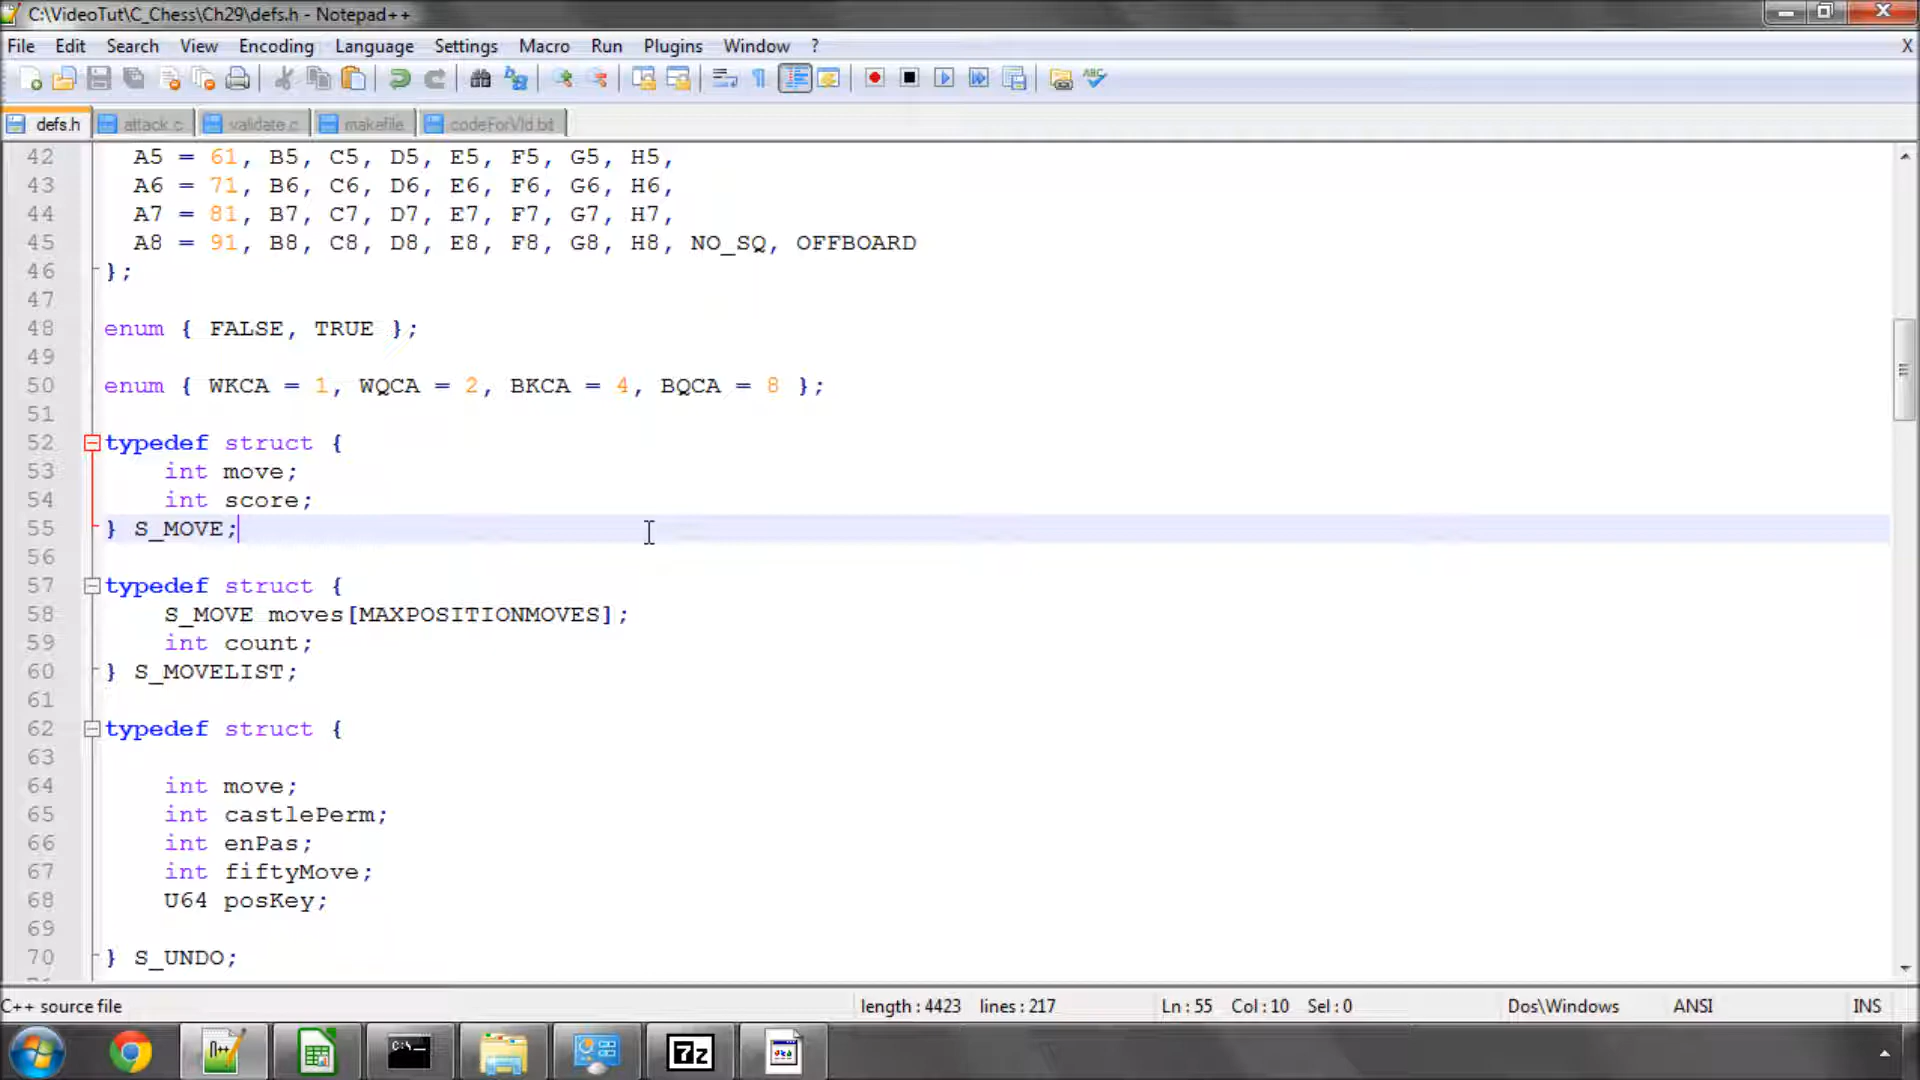 C:\VideoTut\C_Chess\Ch29\defs.h - Notepad++
File Edit Search View Encoding Language Settings Macro Run Plugins Window ? X
defs.h attack.c validate.c makefile codeForVid.txt
42 A5 = 61, B5, C5, D5, E5, F5, G5, H5,
43 A6 = 71, B6, C6, D6, E6, F6, G6, H6,
44 A7 = 81, B7, C7, D7, E7, F7, G7, H7,
45 A8 = 91, B8, C8, D8, E8, F8, G8, H8, NO_SQ, OFFBOARD
46 };
47
48 enum { FALSE, TRUE };
49
50 enum { WKCA = 1, WQCA = 2, BKCA = 4, BQCA = 8 };
51
52 typedef struct {
53 int move;
54 int score;
55 } S_MOVE;
56
57 typedef struct {
58 S_MOVE moves[MAXPOSITIONMOVES];
59 int count;
60 } S_MOVELIST;
61
62 typedef struct {
63
64 int move;
65 int castlePerm;
66 int enPas;
67 int fiftyMove;
68 U64 posKey;
69
70 } S_UNDO;
C++ source file length : 4423 lines : 217 Ln : 55 Col : 10 Sel : 0 Dos\Windows ANSI INS